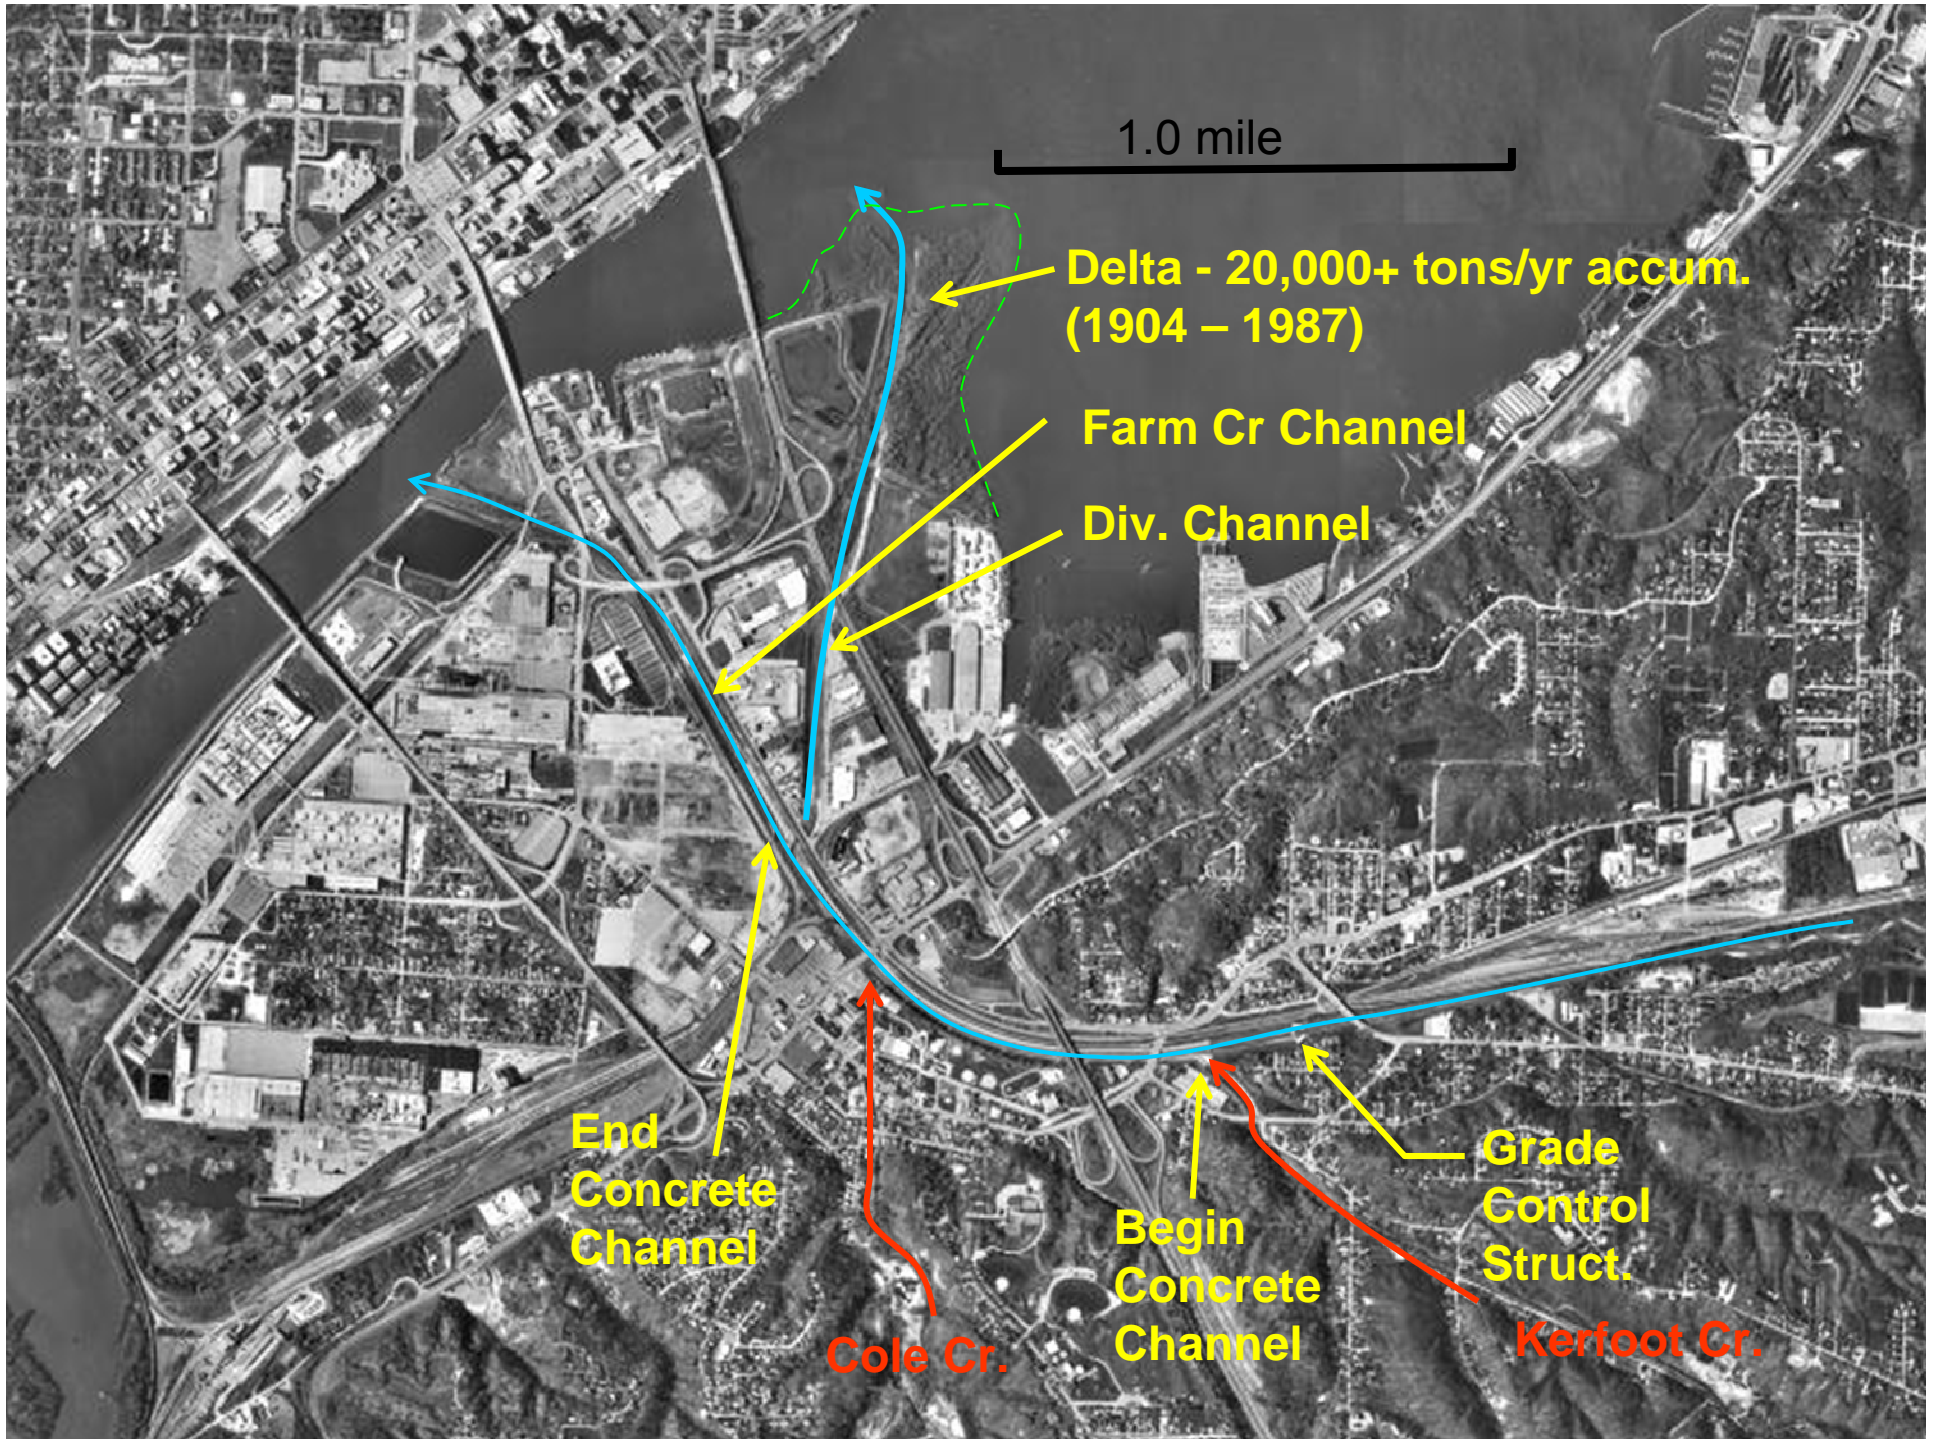 1.0 mile
Delta - 20,000+ tons/yr accum.
(1904 – 1987)
Farm Cr Channel
Div. Channel
End
Concrete
Channel
Cole Cr.
Begin
Concrete
Channel
Grade
Control
Struct.
Kerfoot Cr.